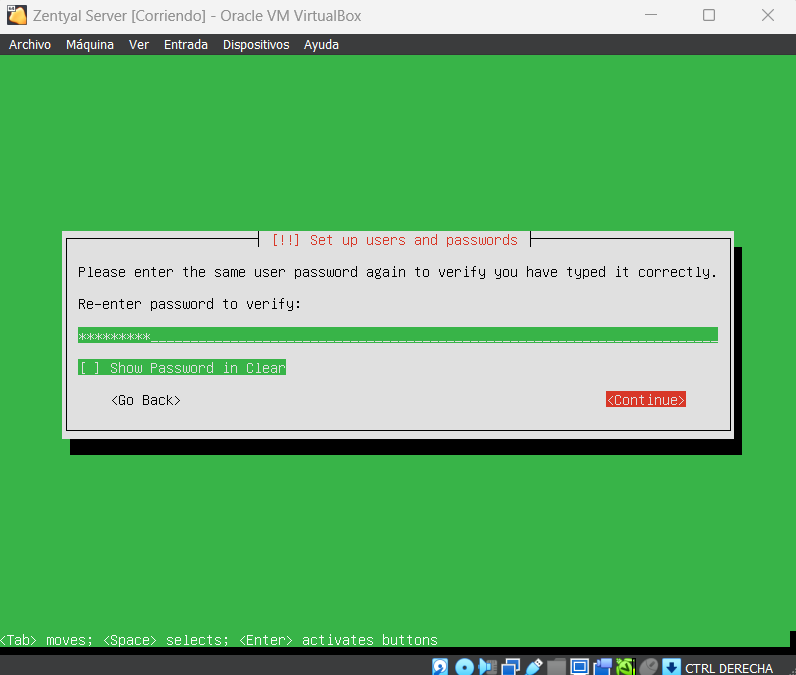 Zentyal Server [Corriendo] - Oracle VM VirtualBox
Archivo Máquina Ver Entrada Dispositivos Ayuda
[!!] Set up users and passwords
Please enter the same user password again to verify you have typed it correctly.
Re-enter password to verify:
*********
[ ] Show Password in Clear
<Go Back> <Continue>
<Tab> moves; <Space> selects; <Enter> activates buttons
CTRL DERECHA